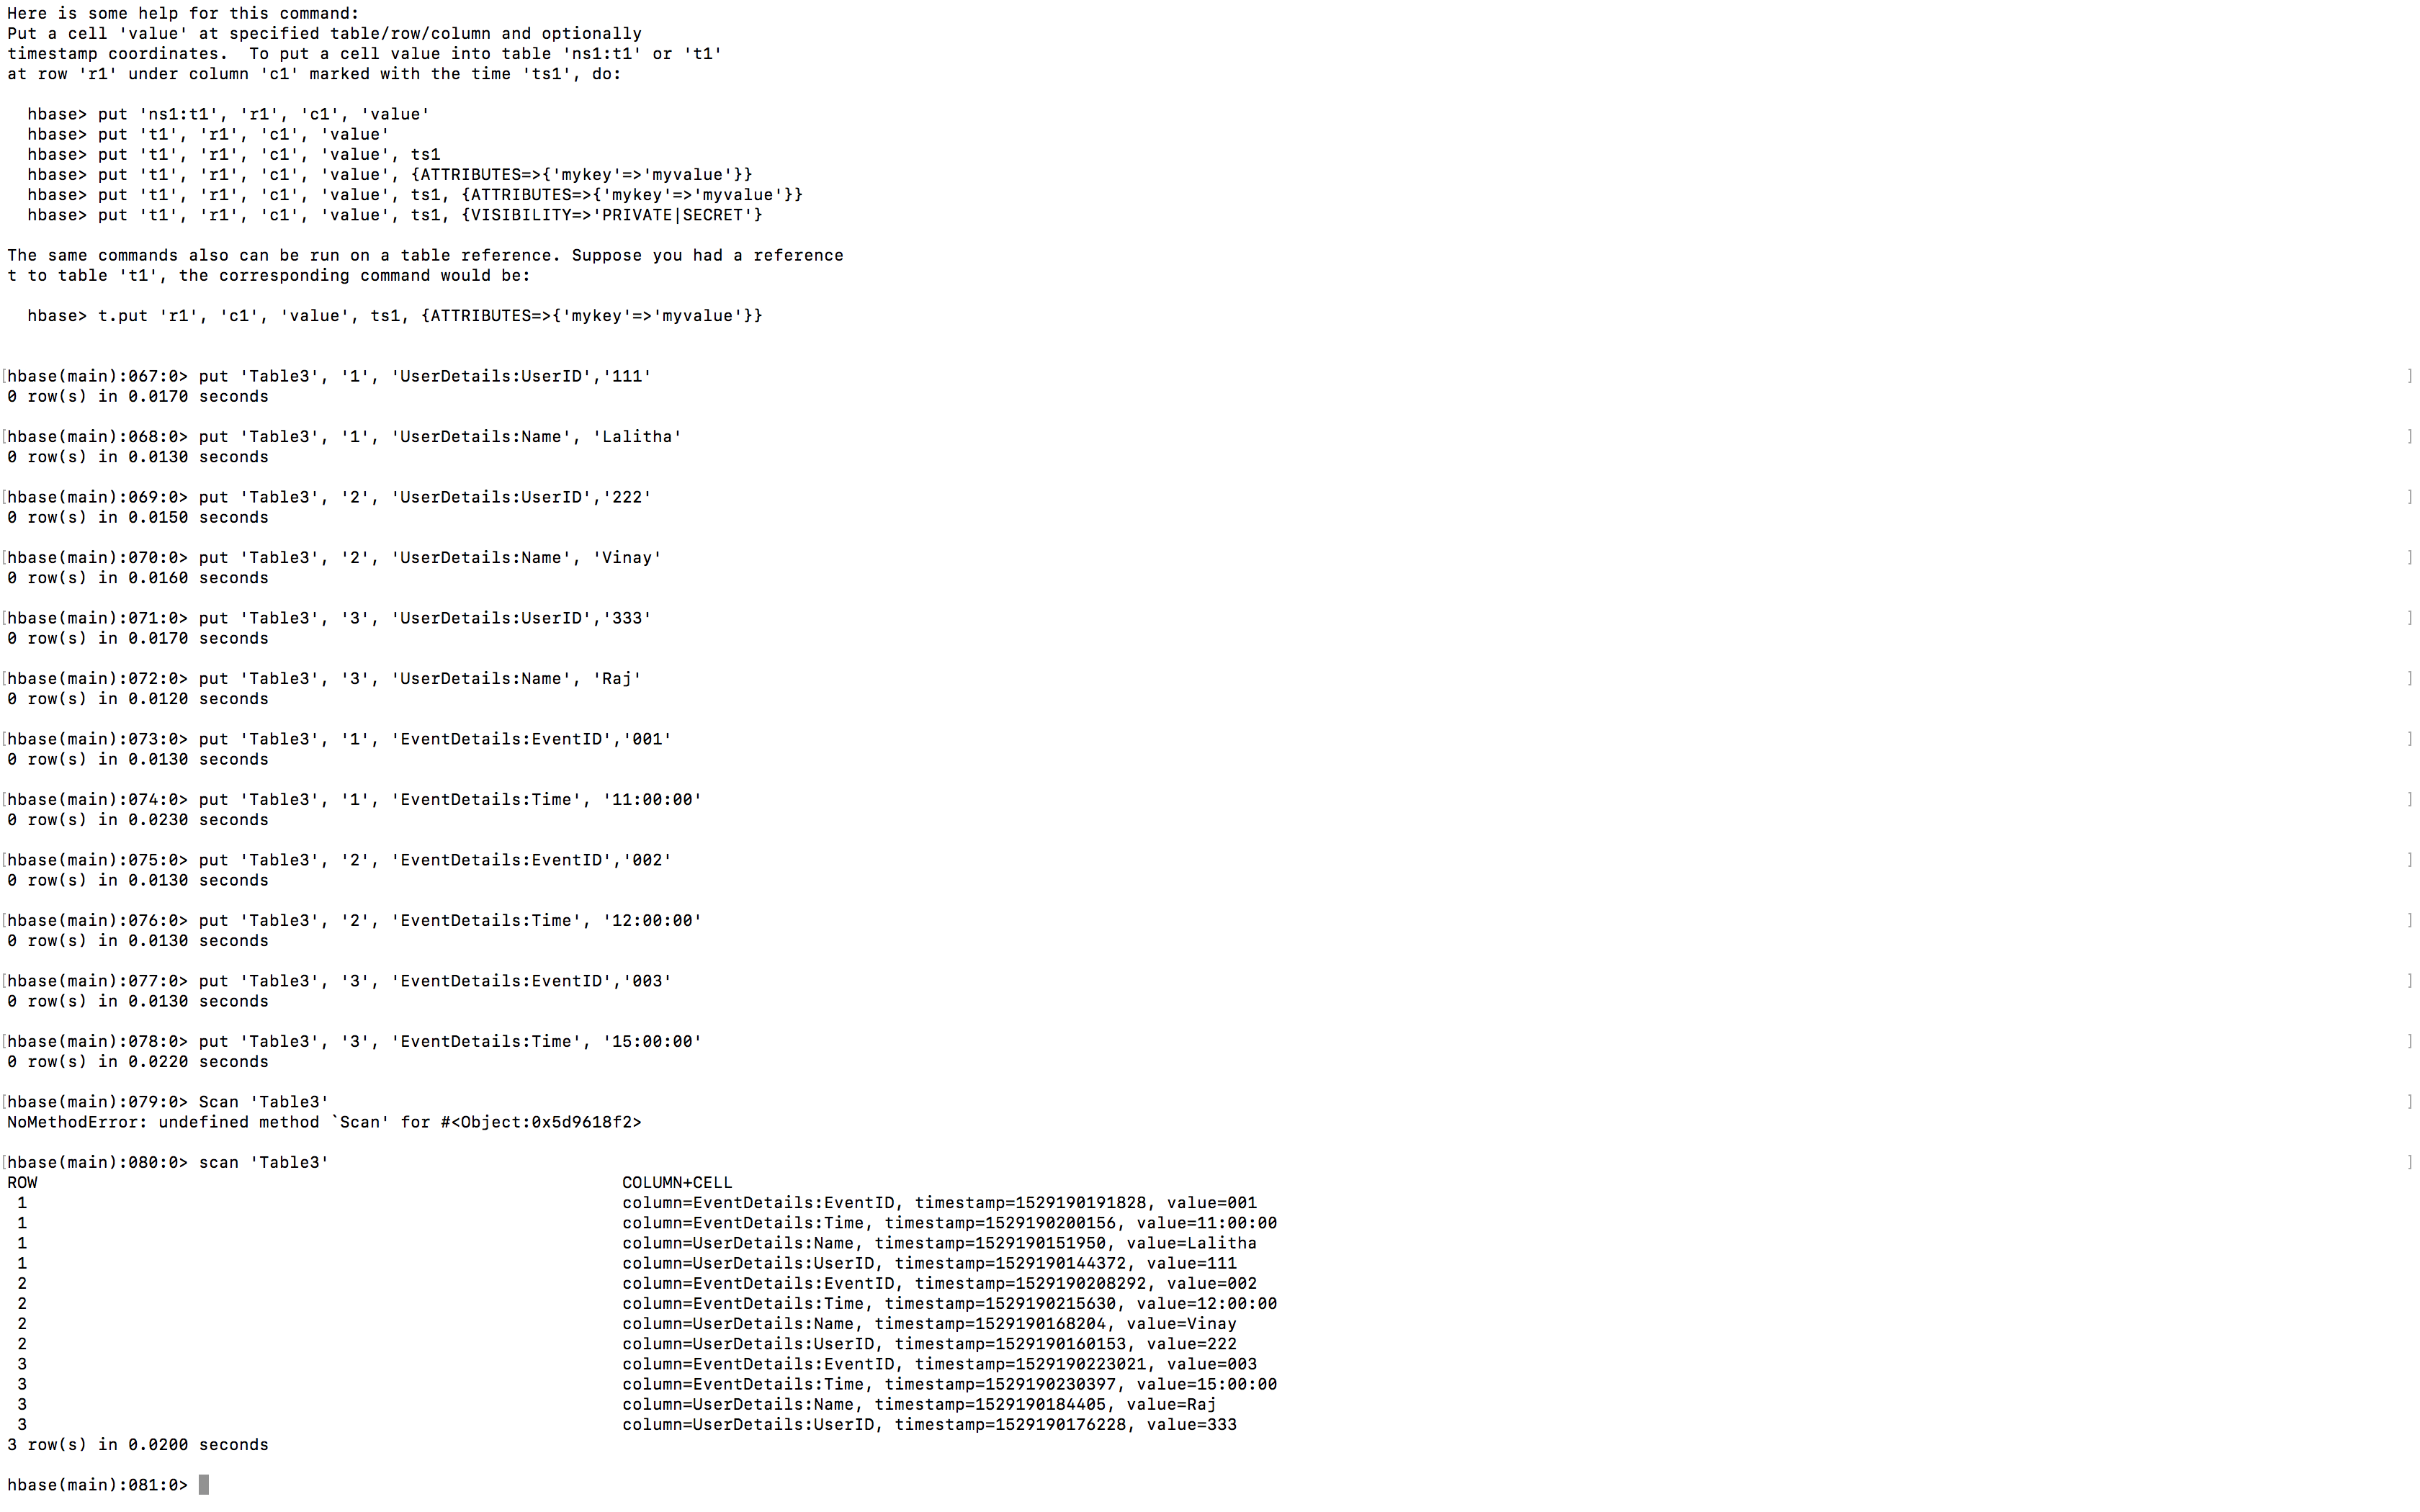 Here is some help for this command:
Put a cell 'value' at specified table/row/column and optionally
timestamp coordinates.  To put a cell value into table 'ns1:t1' or 't1'
at row 'r1' under column 'c1' marked with the time 'ts1', do:

  hbase> put 'ns1:t1', 'r1', 'c1', 'value'
  hbase> put 't1', 'r1', 'c1', 'value'
  hbase> put 't1', 'r1', 'c1', 'value', ts1
  hbase> put 't1', 'r1', 'c1', 'value', {ATTRIBUTES=>{'mykey'=>'myvalue'}}
  hbase> put 't1', 'r1', 'c1', 'value', ts1, {ATTRIBUTES=>{'mykey'=>'myvalue'}}
  hbase> put 't1', 'r1', 'c1', 'value', ts1, {VISIBILITY=>'PRIVATE|SECRET'}

The same commands also can be run on a table reference. Suppose you had a reference
t to table 't1', the corresponding command would be:

  hbase> t.put 'r1', 'c1', 'value', ts1, {ATTRIBUTES=>{'mykey'=>'myvalue'}}

[hbase(main):067:0> put 'Table3', '1', 'UserDetails:UserID','111' ]
0 row(s) in 0.0170 seconds

[hbase(main):068:0> put 'Table3', '1', 'UserDetails:Name', 'Lalitha' ]
0 row(s) in 0.0130 seconds

[hbase(main):069:0> put 'Table3', '2', 'UserDetails:UserID','222' ]
0 row(s) in 0.0150 seconds

[hbase(main):070:0> put 'Table3', '2', 'UserDetails:Name', 'Vinay' ]
0 row(s) in 0.0160 seconds

[hbase(main):071:0> put 'Table3', '3', 'UserDetails:UserID','333' ]
0 row(s) in 0.0170 seconds

[hbase(main):072:0> put 'Table3', '3', 'UserDetails:Name', 'Raj' ]
0 row(s) in 0.0120 seconds

[hbase(main):073:0> put 'Table3', '1', 'EventDetails:EventID','001' ]
0 row(s) in 0.0130 seconds

[hbase(main):074:0> put 'Table3', '1', 'EventDetails:Time', '11:00:00' ]
0 row(s) in 0.0230 seconds

[hbase(main):075:0> put 'Table3', '2', 'EventDetails:EventID','002' ]
0 row(s) in 0.0130 seconds

[hbase(main):076:0> put 'Table3', '2', 'EventDetails:Time', '12:00:00' ]
0 row(s) in 0.0130 seconds

[hbase(main):077:0> put 'Table3', '3', 'EventDetails:EventID','003' ]
0 row(s) in 0.0130 seconds

[hbase(main):078:0> put 'Table3', '3', 'EventDetails:Time', '15:00:00' ]
0 row(s) in 0.0220 seconds

[hbase(main):079:0> Scan 'Table3' ]
NoMethodError: undefined method `Scan' for #<Object:0x5d9618f2>

[hbase(main):080:0> scan 'Table3' ]
ROW COLUMN+CELL
 1 column=EventDetails:EventID, timestamp=1529190191828, value=001
 1 column=EventDetails:Time, timestamp=1529190200156, value=11:00:00
 1 column=UserDetails:Name, timestamp=1529190151950, value=Lalitha
 1 column=UserDetails:UserID, timestamp=1529190144372, value=111
 2 column=EventDetails:EventID, timestamp=1529190208292, value=002
 2 column=EventDetails:Time, timestamp=1529190215630, value=12:00:00
 2 column=UserDetails:Name, timestamp=1529190168204, value=Vinay
 2 column=UserDetails:UserID, timestamp=1529190160153, value=222
 3 column=EventDetails:EventID, timestamp=1529190223021, value=003
 3 column=EventDetails:Time, timestamp=1529190230397, value=15:00:00
 3 column=UserDetails:Name, timestamp=1529190184405, value=Raj
 3 column=UserDetails:UserID, timestamp=1529190176228, value=333
3 row(s) in 0.0200 seconds

hbase(main):081:0>